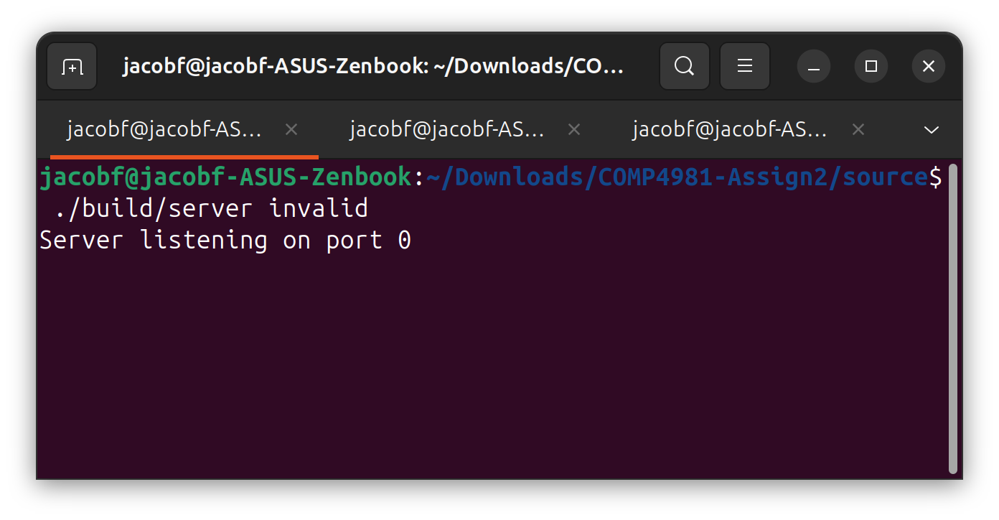 jacobf@jacobf-ASUS-Zenbook: ~/Downloads/CO...
jacobf@jacobf-AS... jacobf@jacobf-AS... jacobf@jacobf-AS...
jacobf@jacobf-ASUS-Zenbook:~/Downloads/COMP4981-Assign2/source$
./build/server invalid
Server listening on port 0